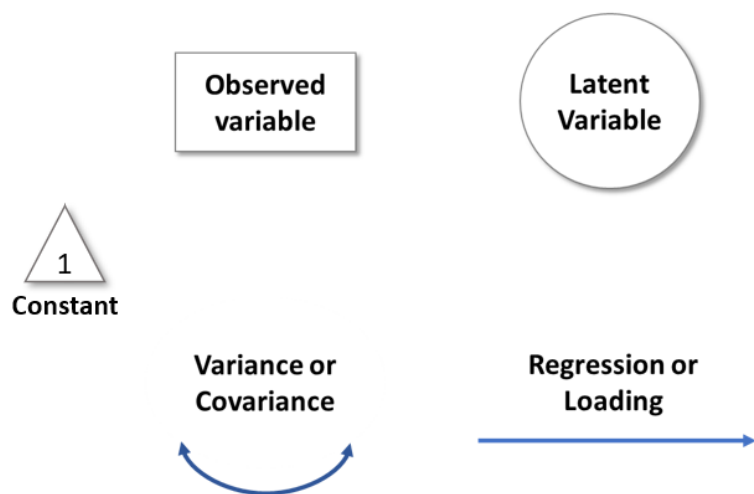 Observed
variable
Latent
Variable
1
Constant
Variance or
Covariance
Regression or
Loading